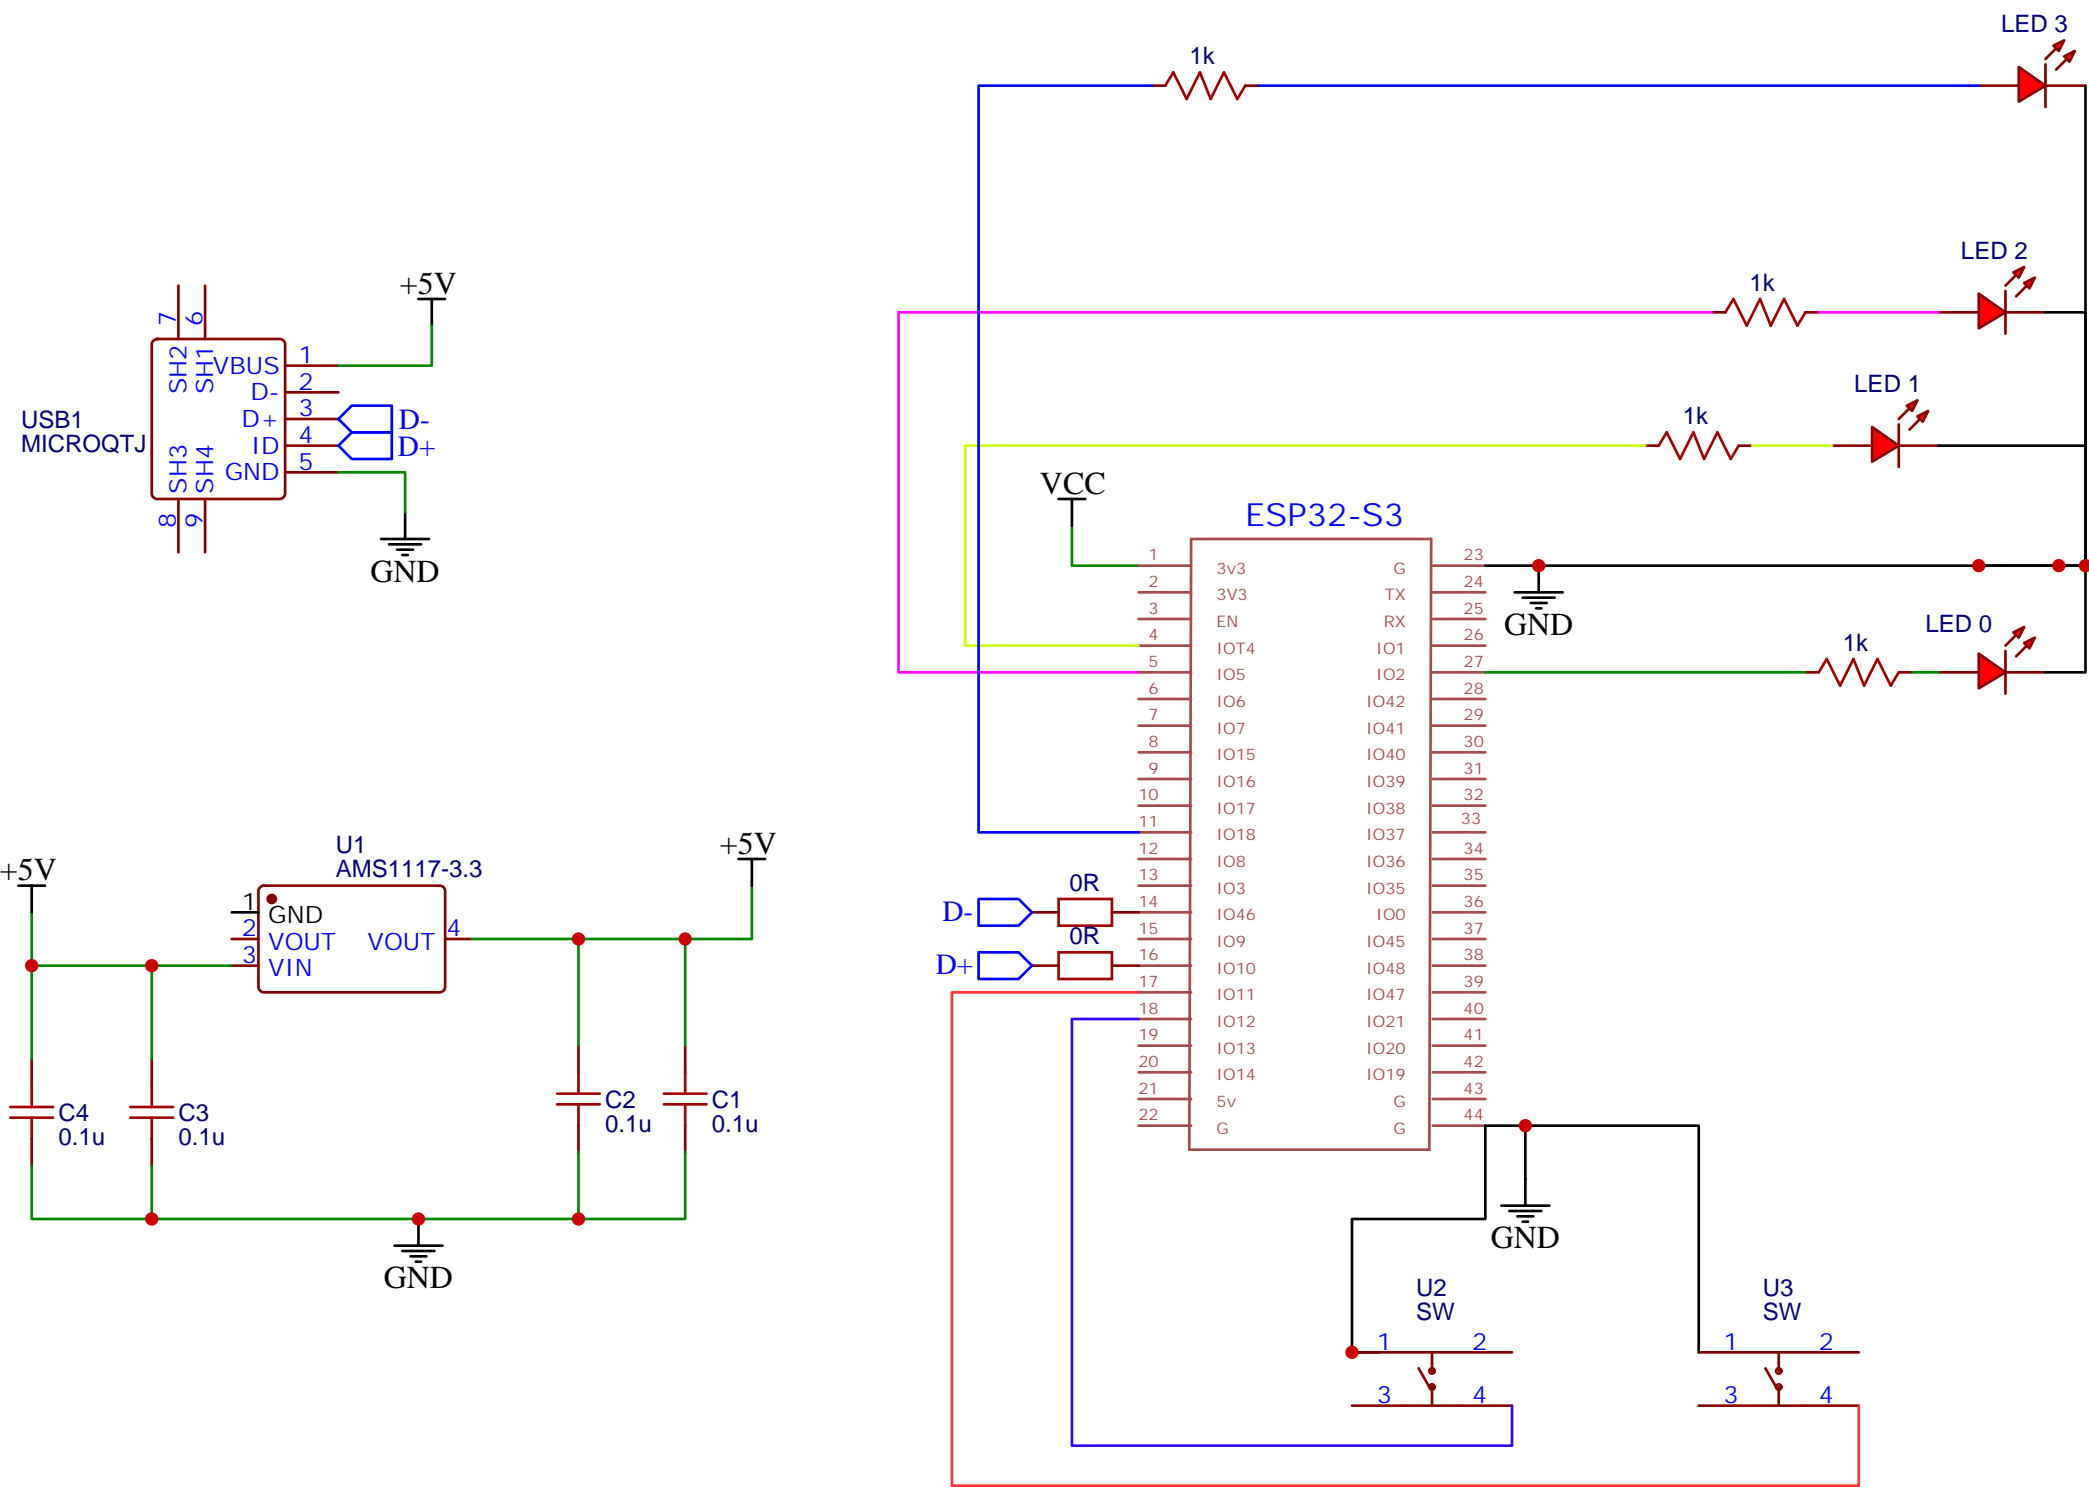 LED 3
1k
LED 2
1k
+5V
7
6
SH2
SH1
VBUS
1
D-
2
D+
3
D-
ID
4
D+
GND
5
SH3
SH4
8
9
USB1
MICROQTJ
GND
LED 1
1k
VCC
ESP32-S3
1
3v3
G
23
2
3V3
TX
24
3
EN
RX
25
4
IOT4
IO1
26
5
IO5
IO2
27
6
IO6
IO42
28
7
IO7
IO41
29
8
IO15
IO40
30
9
IO16
IO39
31
10
IO17
IO38
32
11
IO18
IO37
33
12
IO8
IO36
34
13
IO3
IO35
35
14
IO46
IO0
36
15
IO9
IO45
37
16
IO10
IO48
38
17
IO11
IO47
39
18
IO12
IO21
40
19
IO13
IO20
41
20
IO14
IO19
42
21
5v
G
43
22
G
G
44
GND
LED 0
1k
D-
0R
D+
0R
+5V
U1
AMS1117-3.3
+5V
1
GND
2
VOUT
VOUT
4
3
VIN
C4
0.1u
C3
0.1u
C2
0.1u
C1
0.1u
GND
GND
U2
SW
1
2
3
4
U3
SW
1
2
3
4